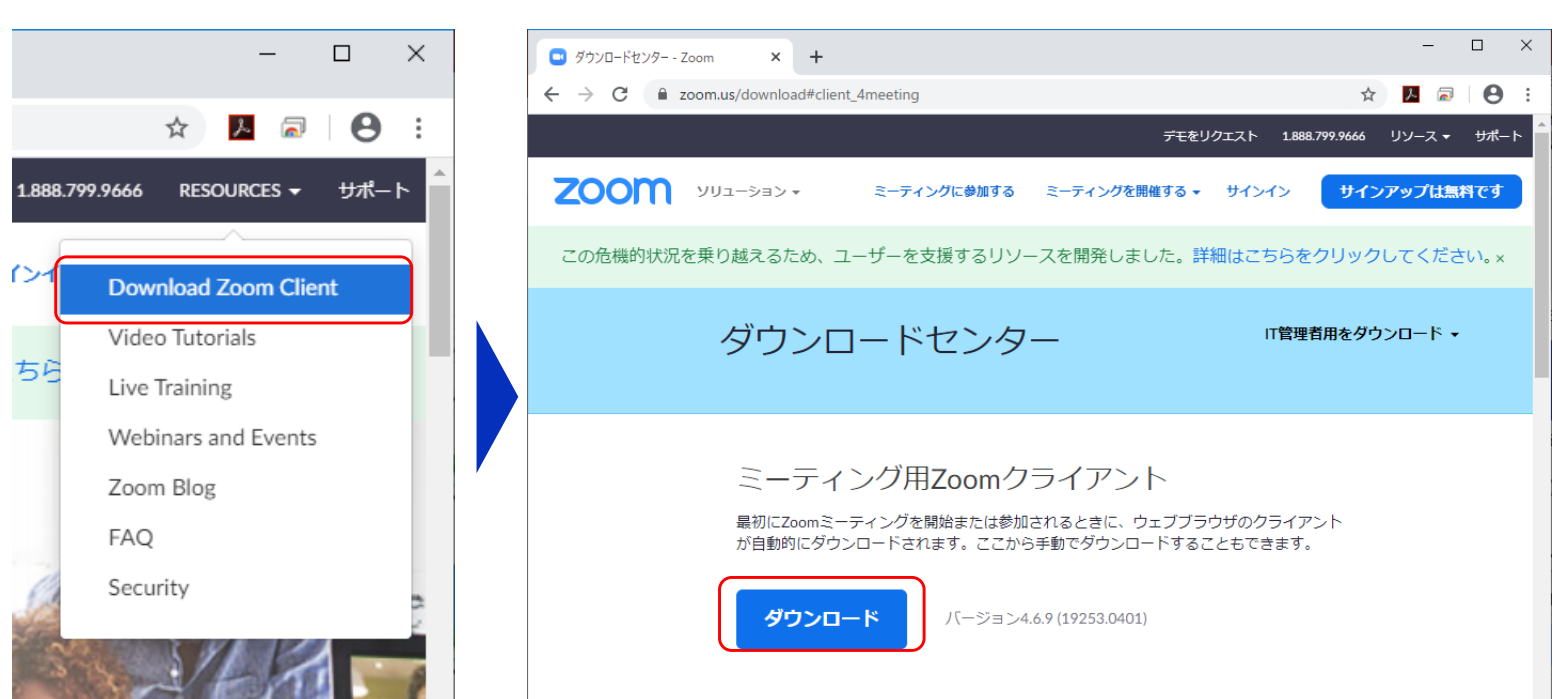 1.888.799.9666 RESOURCES サポート
Download Zoom Client
Video Tutorials
ちら
Live Training
Webinars and Events
Zoom Blog
FAQ
Security
ダウンロードセンター - Zoom
zoom.us/download#client_4meeting
デモをリクエスト 1.888.799.9666 リソース サポート
zoom ソリューション ミーティングに参加する ミーティングを開催する サインイン サインアップは無料です
この危機的状況を乗り越えるため、ユーザーを支援するリソースを開発しました。詳細はこちらをクリックしてください。×
ダウンロードセンター IT管理者用をダウンロード
ミーティング用Zoomクライアント
最初にZoomミーティングを開始または参加されるときに、ウェブブラウザのクライアント
が自動的にダウンロードされます。ここから手動でダウンロードすることもできます。
ダウンロード バージョン4.6.9 (19253.0401)